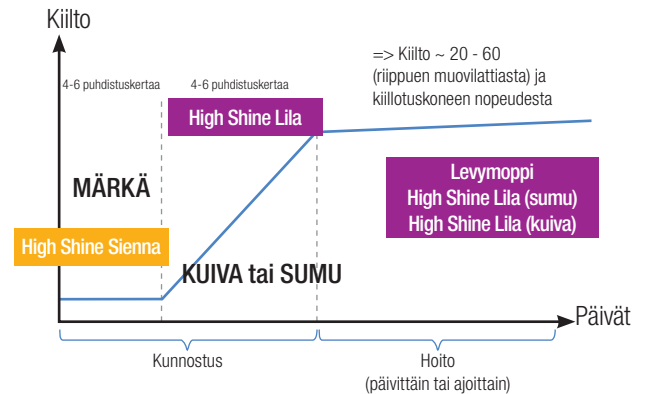 Kiilto
4-6 puhdistuskertaa
4-6 puhdistuskertaa
=> Kiilto ~ 20 - 60
(riippuen muovilattiasta) ja
kiillotuskoneen nopeudesta
High Shine Lila
MÄRKÄ
Levymoppi
High Shine Lila (sumu)
High Shine Lila (kuiva)
High Shine Sienna
KUIVA tai SUMU
Päivät
Kunnostus
Hoito
(päivittäin tai ajoittain)